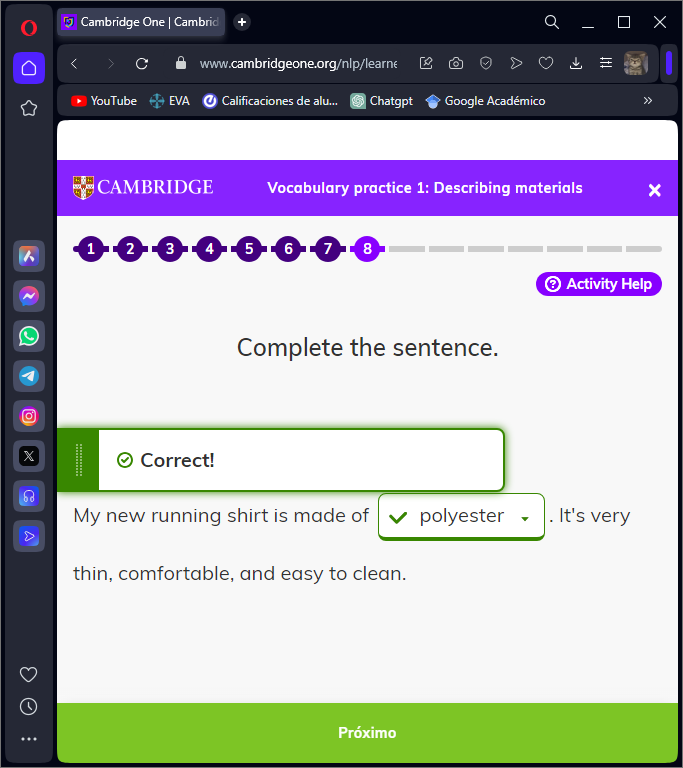 Cambridge One | Cambrid
www.cambridgeone.org/nlp/learne
YouTube EVA Calificaciones de alu... Chatgpt Google Académico »
CAMBRIDGE Vocabulary practice 1: Describing materials
1 2 3 4 5 6 7 8
Activity Help
Complete the sentence.
Correct!
My new running shirt is made of polyester . It's very
thin, comfortable, and easy to clean.
Próximo